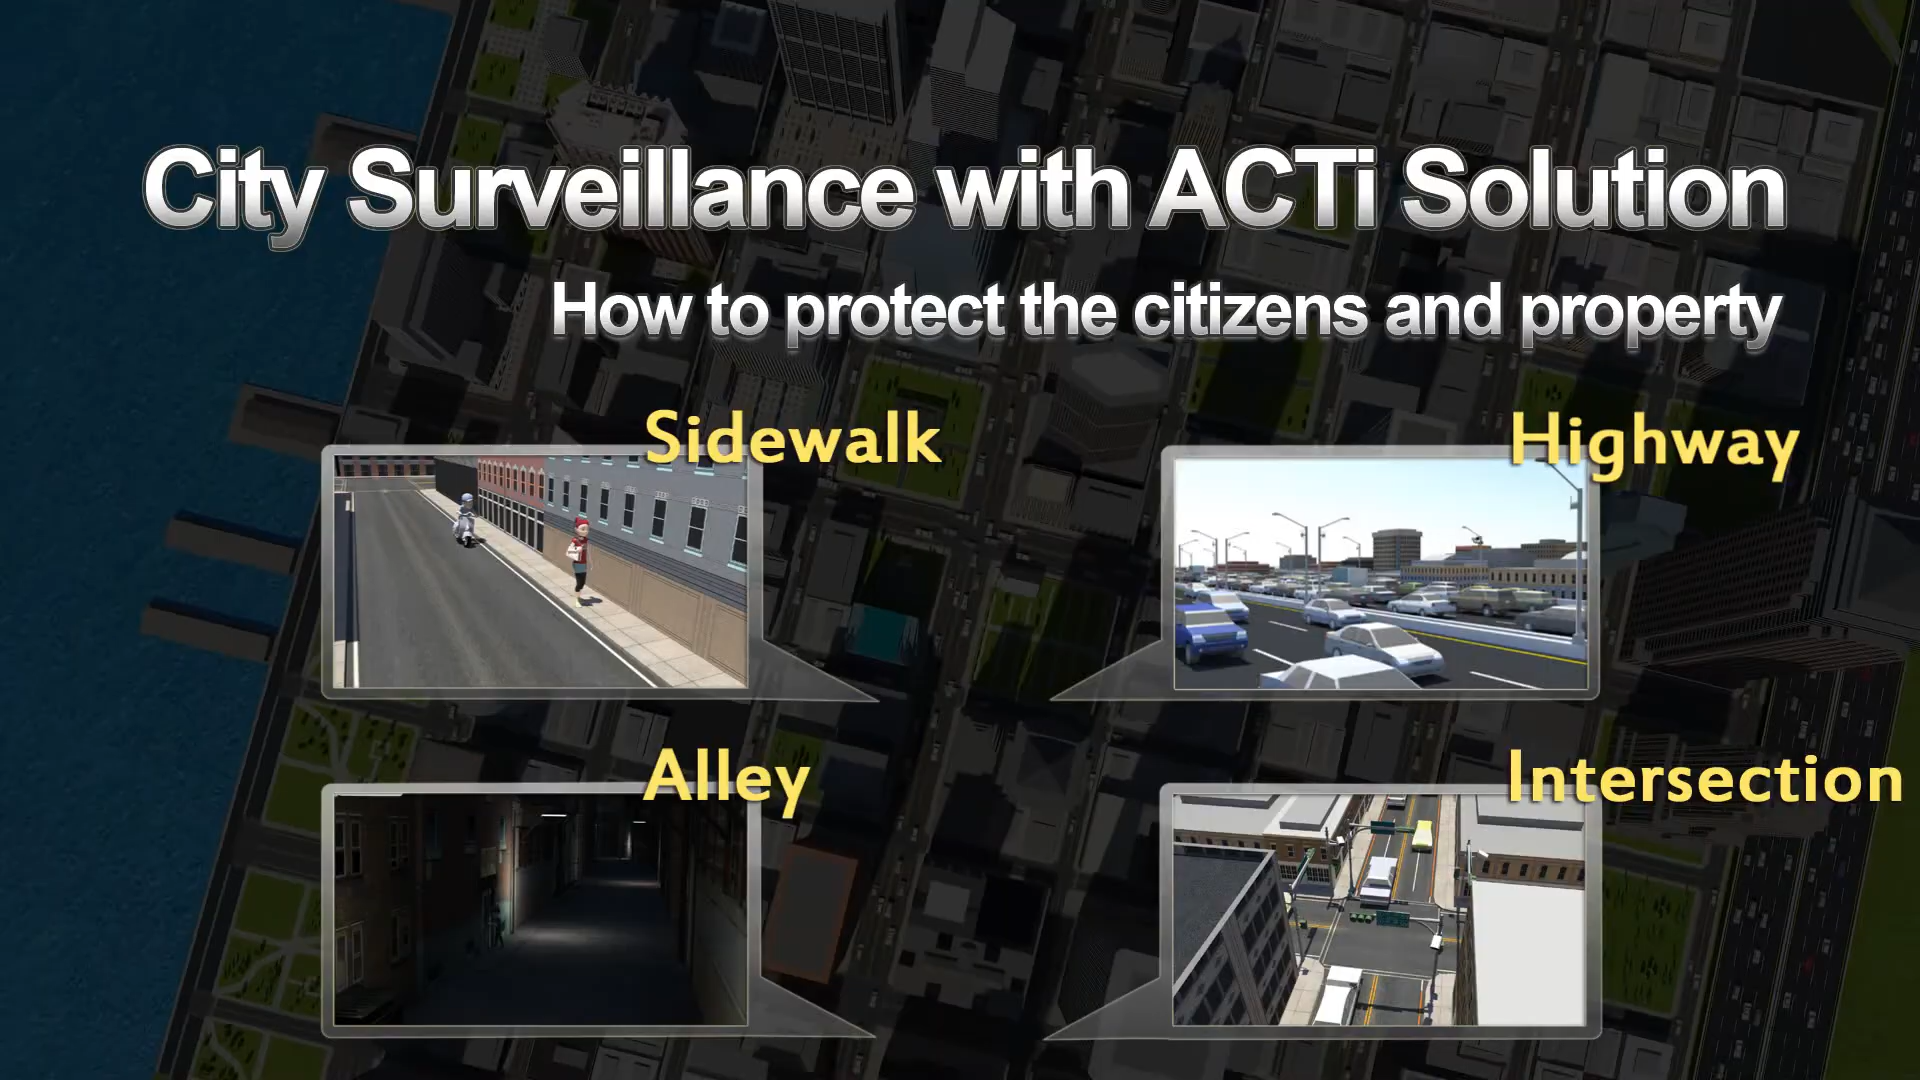 City Surveillance with ACTi Solution
How to protect the citizens and property
Sidewalk
Highway
Alley
Intersection